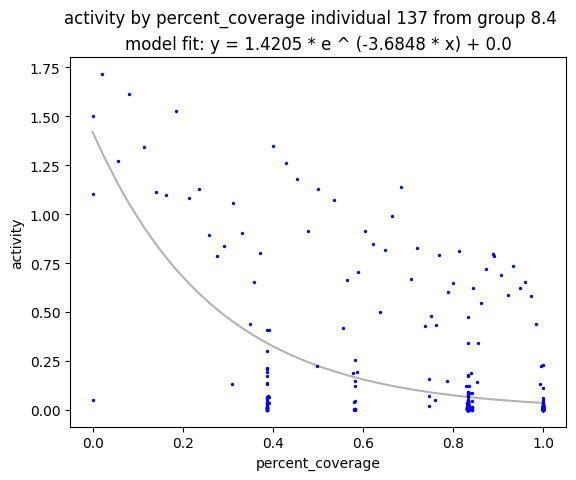 activity by percent_coverage individual 137 from group 8.4
model fit: y = 1.4205 * e ^ (-3.6848 * x) + 0.0
1.75
1.50
1.25
1.00
0.75
0.50
0.25
0.00
activity
0.0 0.2 0.4 0.6 0.8 1.0
percent_coverage